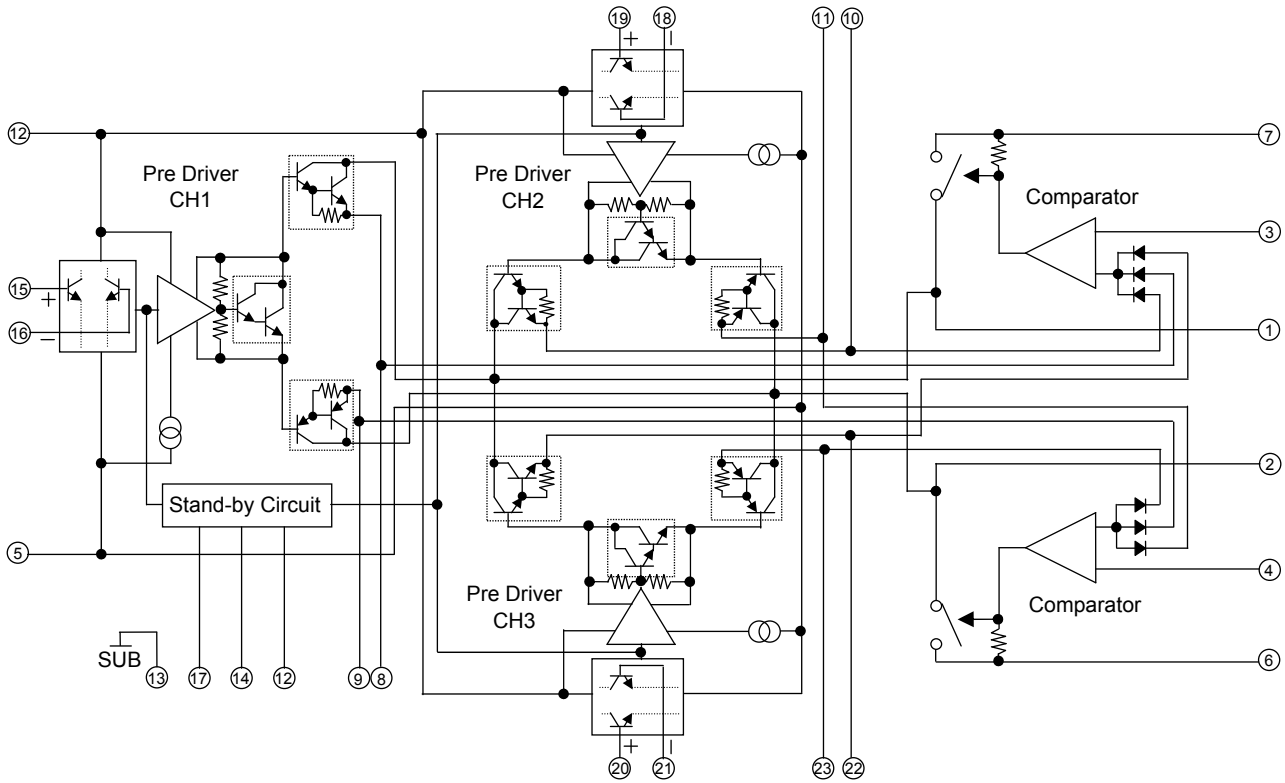 19 18 11 10
+ −
12 7
Pre Driver
CH1
Pre Driver
CH2
Comparator
3
15 +
16 −
1
2
Stand-by Circuit
5
4
Pre Driver
CH3
Comparator
SUB
13 17 14 12 9 8
6
+ −
20 21 23 22